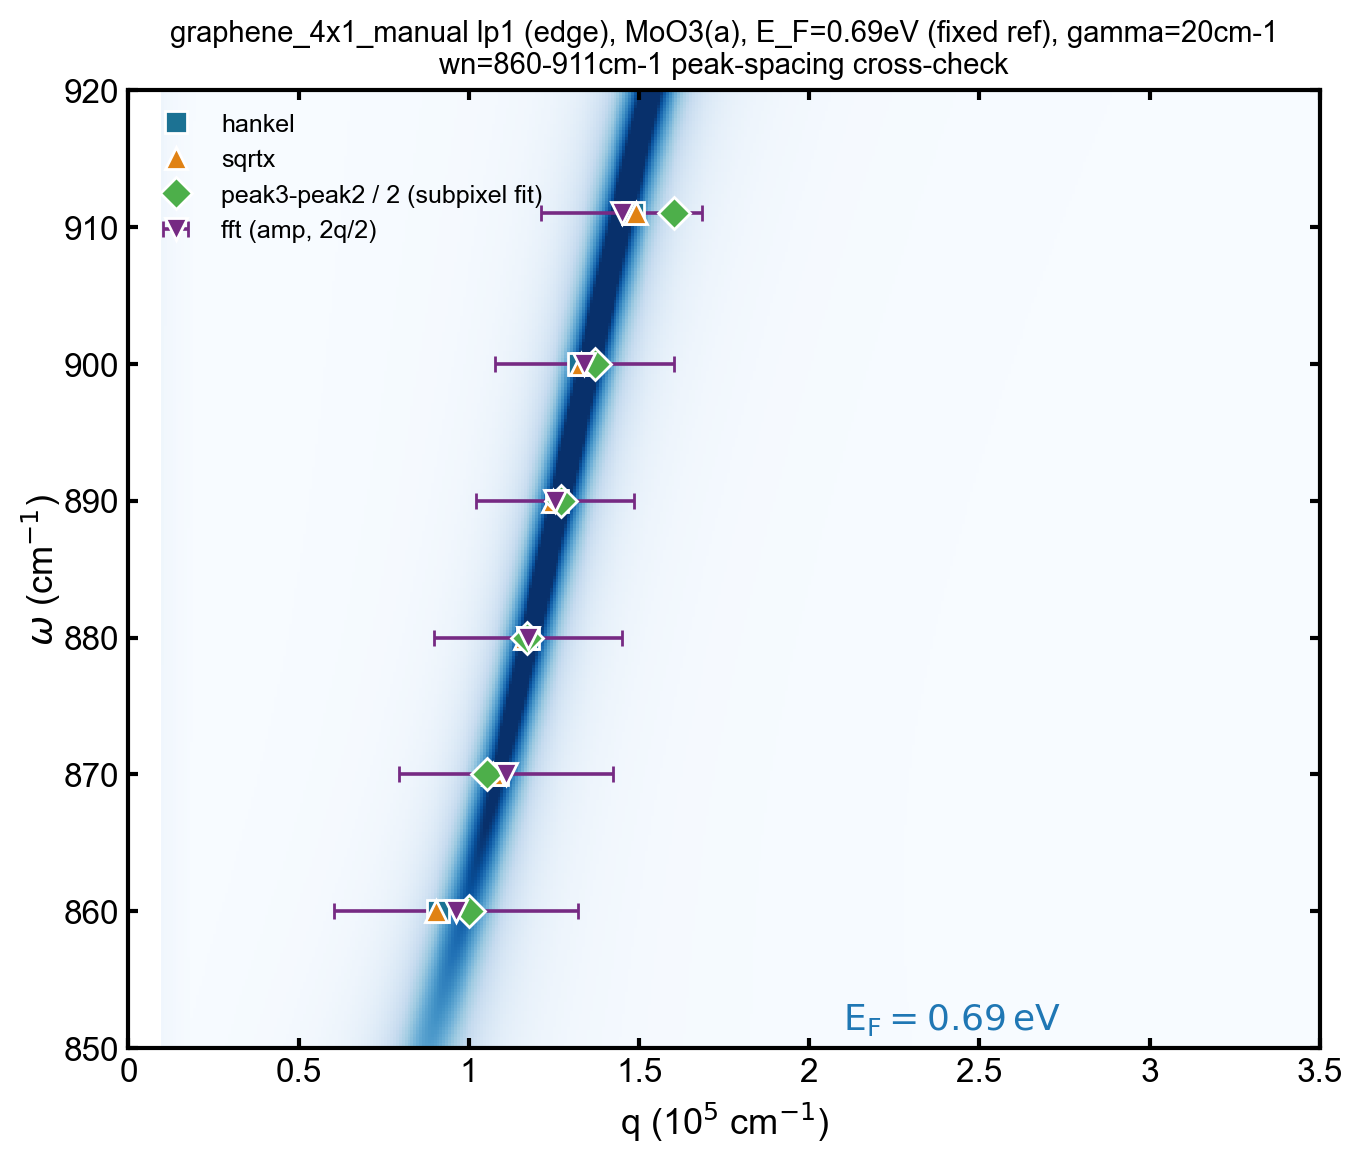 graphene_4x1_manual lp1 (edge), MoO3(a), E_F=0.69eV (fixed ref), gamma=20cm-1
wn=860-911cm-1 peak-spacing cross-check
920
910
900
890
880
870
860
850
ω (cm⁻¹)
hankel
sqrtx
peak3-peak2 / 2 (subpixel fit)
fft (amp, 2q/2)
E_F = 0.69 eV
0 0.5 1 1.5 2 2.5 3 3.5
q (10⁵ cm⁻¹)